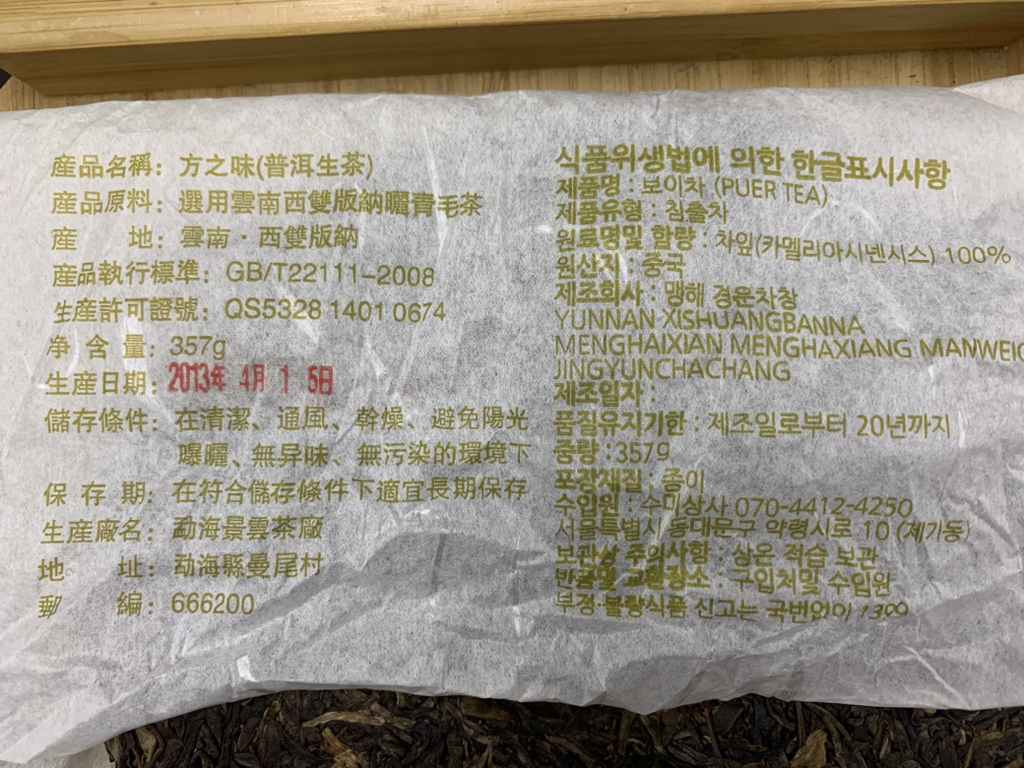 産品名稱：方之味(普洱生茶)
産品原料：選用雲南西雙版納曬青毛茶
産　　地：雲南·西雙版納
産品執行標準：GB/T22111-2008
生産許可證號：QS5328 1401 0674
净 含 量：357g
生産日期：2013年 4月 1 5日
儲存條件：在清潔、通風、幹燥、避免陽光
曝曬、無异味、無污染的環境下
保 存 期：在符合儲存條件下適宜長期保存
生産廠名：勐海景雲茶廠
地　　址：勐海縣曼尾村
郵　　編：666200
식품위생법에 의한 한글표시사항
제품명 : 보이차 (PUER TEA)
제품유형 : 침출차
원료명및 함량 : 차잎(카멜리아시넨시스) 100%
원산지 : 중국
제조회사 : 맹해 경운차창
YUNNAN XISHUANGBANNA
MENGHAIXIAN MENGHAXIANG MANWEIC
JINGYUNCHACHANG
제조일자 :
품질유지기한 : 제조일로부터 20년까지
중량 :357g
포장재질 : 종이
수입원 : 수미상사 070-4412-4250
서울특별시 동대문구 약령시로 10 (제기동)
보관상 주의사항 : 상온 적습 보관
반품및 교환장소 : 구입처및 수입원
부정·불량식품 신고는 국번없이 1399